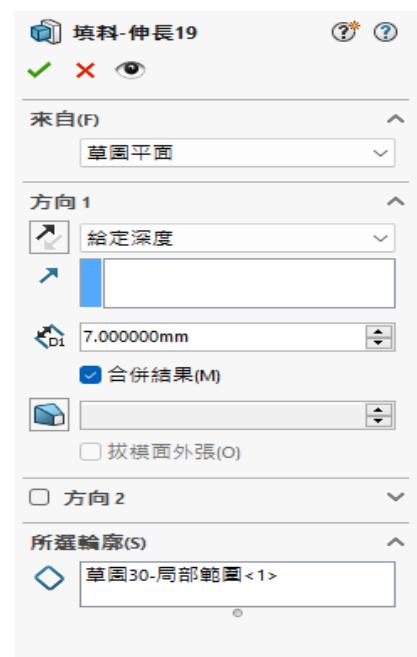 填料-伸長19
來自(F)
草圖平面
方向 1
給定深度
D1
7.000000mm
合併結果(M)
拔模面外張(O)
方向 2
所選輪廓(S)
草圖30-局部範圍<1>